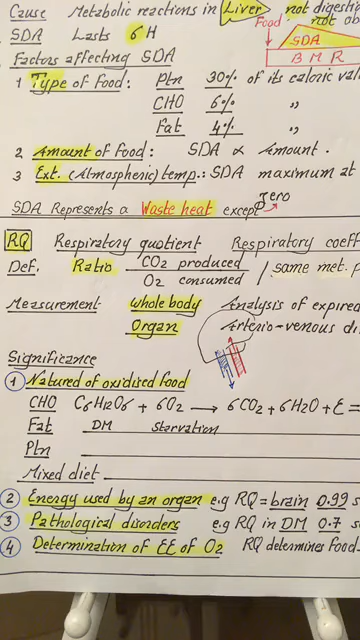 Cause Metabolic reactions in Liver, not digestio
not ab
SDA Lasts 6H
Food
SDA
B M R
Factors affecting SDA
1 Type of food: Ptn 30% of its caloric val
CHO 6% ,,
Fat 4% ,,
2 Amount of food: SDA α Amount.
3 Ext. (Atmospheric) temp.: SDA maximum at zero
SDA Represents a Waste heat except
RQ Respiratory quotient Respiratory coeff
Def. Ratio CO2 produced / O2 consumed / same met. p
Measurement whole body Analysis of expired
Organ Arterio-venous di
Significance
1 Natured of oxidised food
CHO C6H12O6 + 6O2 → 6CO2 + 6H2O + E =
Fat DM Starvation
Ptn
Mixed diet
2 Energy used by an organ e.g RQ = brain 0.99 s
3 Pathological disorders e.g RQ in DM 0.7 s
4 Determination of EE of O2 RQ determines food